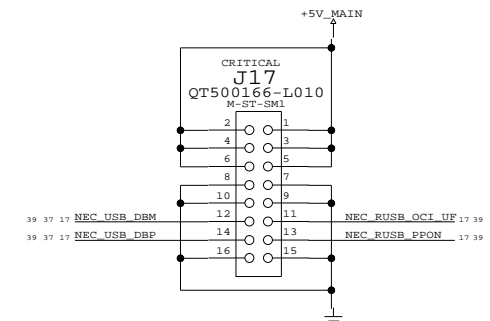 +5V_MAIN
CRITICAL
J17
QT500166-L010
M-ST-SM1
2 1
4 3
6 5
8 7
10 9
39 37 17 NEC_USB_DBM 12 11 NEC_RUSB_OCI_UF 17 39
39 37 17 NEC_USB_DBP 14 13 NEC_RUSB_PPON 17 39
16 15